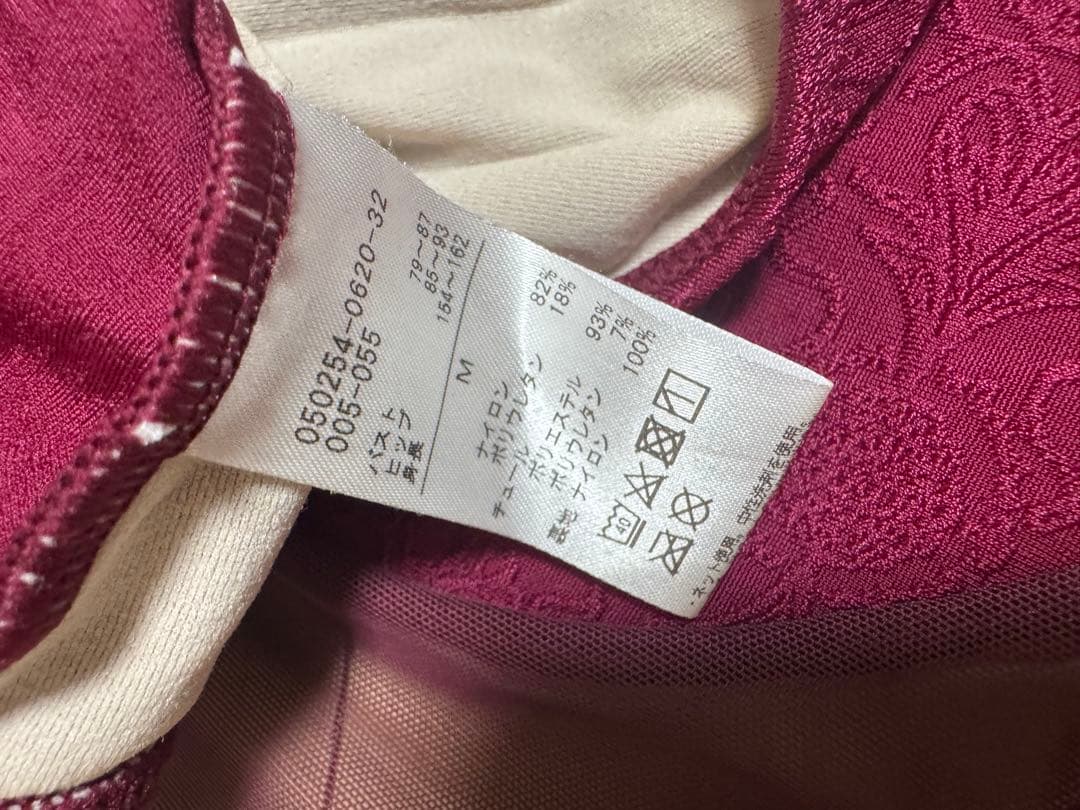 050254-0620-32
005-055
バスト 79~87
ヒップ 85~93
身長 154~162
M
ナイロン 82%
ポリウレタン 18%
チュール
ポリエステル 93%
ポリウレタン 7%
裏地 ナイロン 100%
40
・ネット使用。中性洗剤を使用。